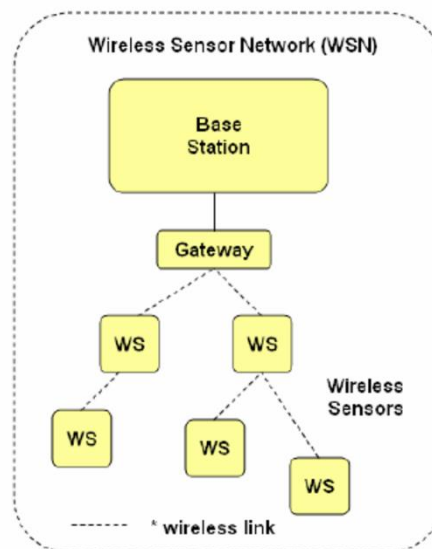 Wireless Sensor Network (WSN)
Base
Station
Gateway
WS
WS
Wireless
Sensors
WS
WS
WS
* wireless link